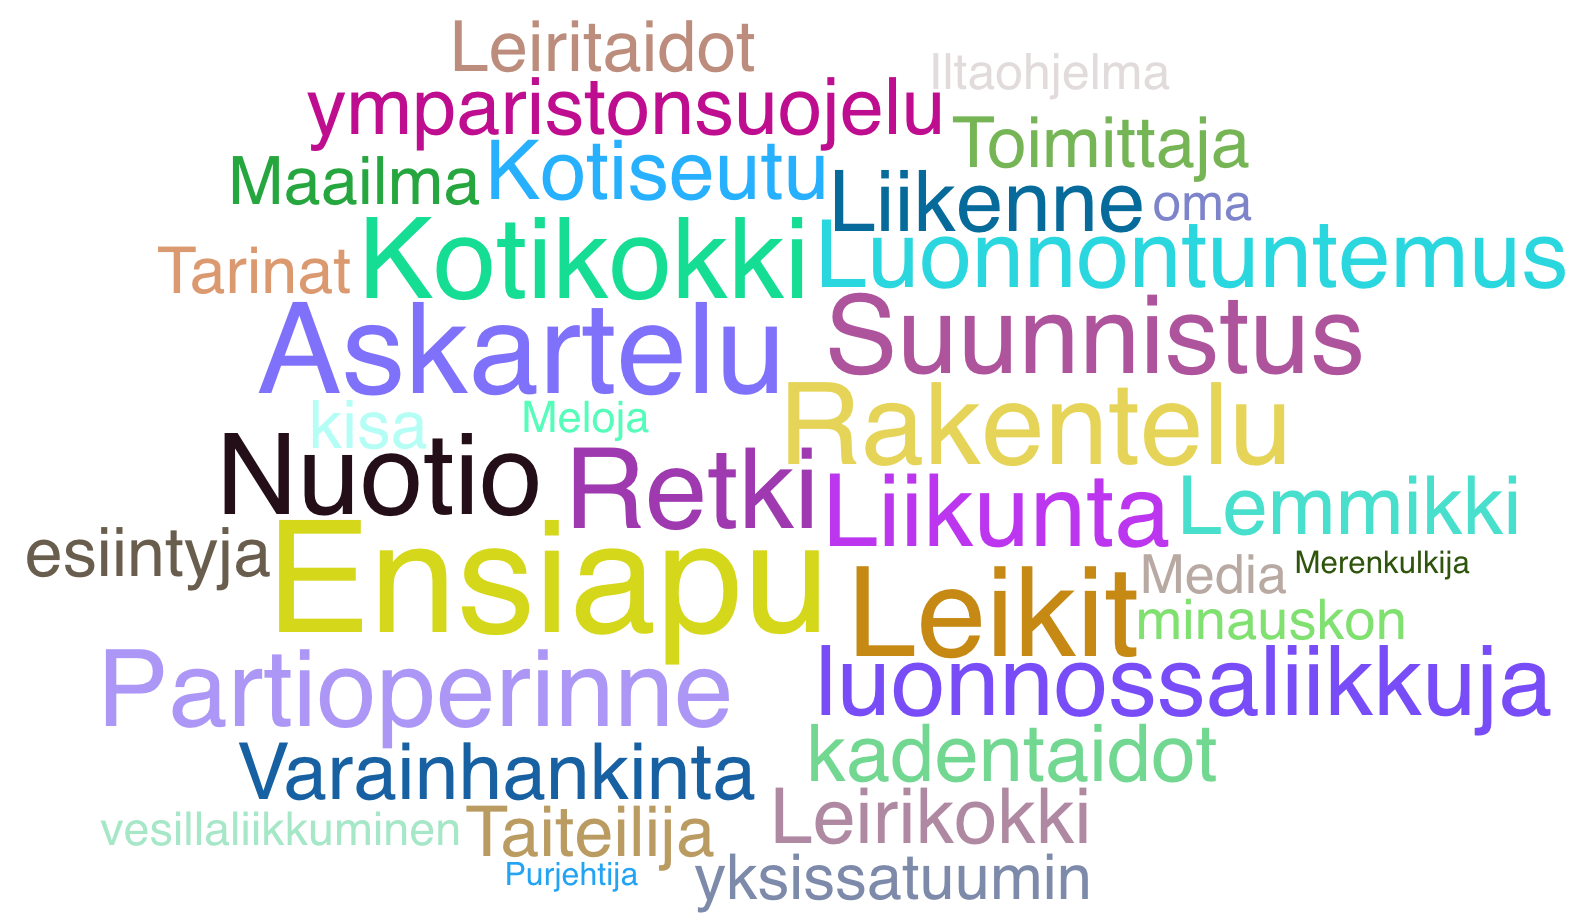 Leiritaidot
Iltaohjelma
ymparistonsuojelu
Toimittaja
Maailma
Kotiseutu
Liikenne
oma
Tarinat
Kotikokki
Luonnontuntemus
Askartelu
Suunnistus
kisa
Meloja
Rakentelu
Nuotio
Retki
Liikunta
Lemmikki
esiintyja
Ensiapu
Leikit
Media
Merenkulkija
minauskon
Partioperinne
luonnossaliikkuja
Varainhankinta
kadentaidot
vesillaliikkuminen
Taiteilija
Leirikokki
Purjehtija
yksissatuumin